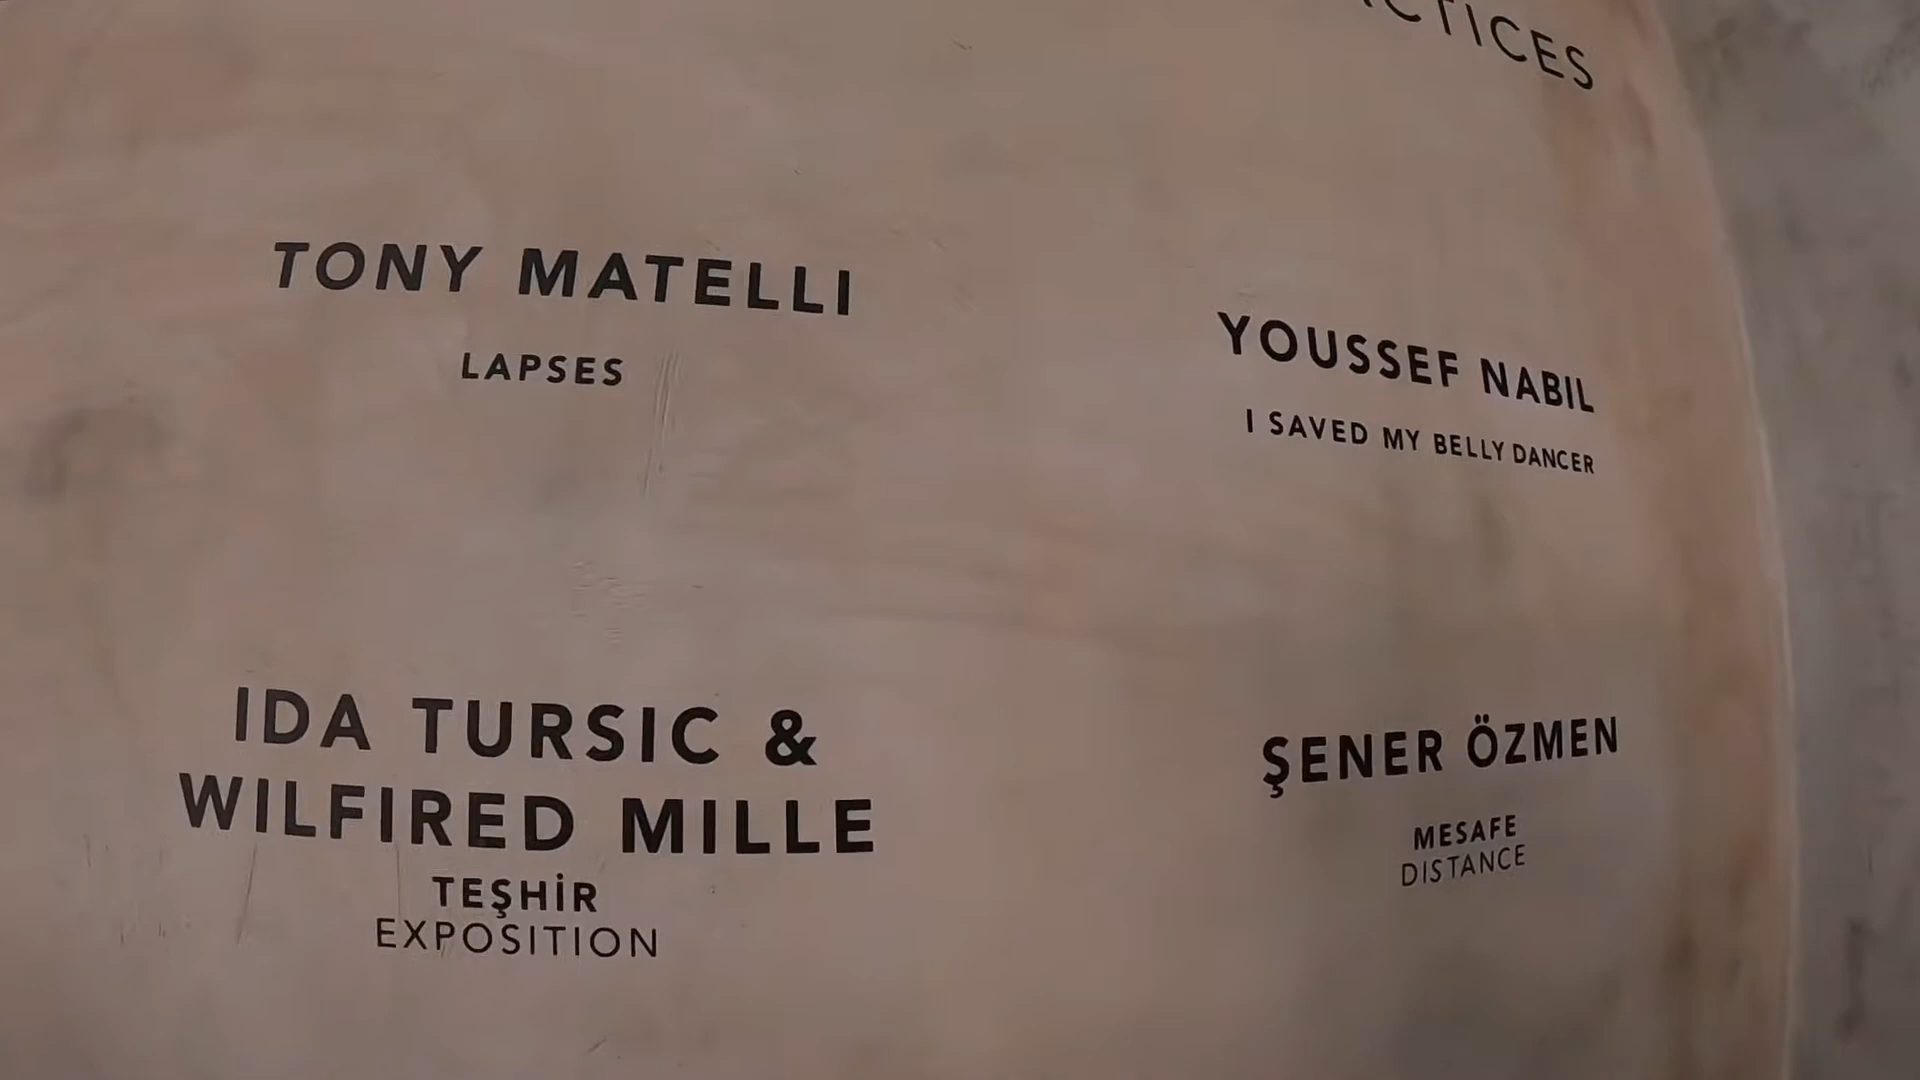 TONY MATELLI
LAPSES
YOUSSEF NABIL
I SAVED MY BELLY DANCER
IDA TURSIC &
WILFIRED MILLE
TEŞHİR
EXPOSITION
ŞENER ÖZMEN
MESAFE
DISTANCE